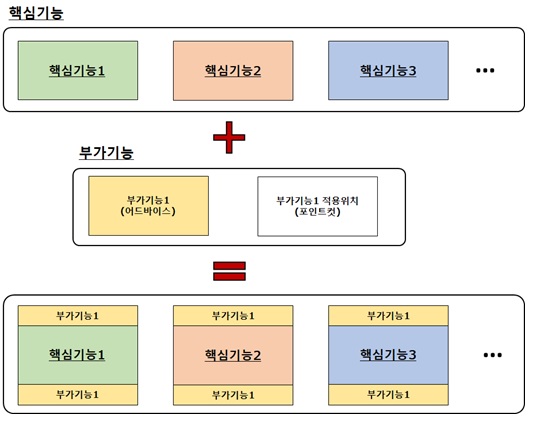 핵심기능
핵심기능1
핵심기능2
핵심기능3
...
+
부가기능
부가기능1
(어드바이스)
부가기능1 적용위치
(포인트컷)
=
부가기능1
부가기능1
부가기능1
핵심기능1
핵심기능2
핵심기능3
...
부가기능1
부가기능1
부가기능1